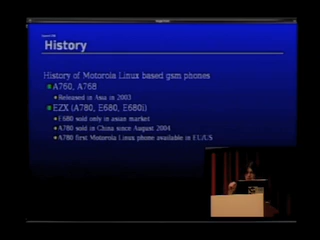 History
History of Motorola Linux based gsm phones
A760, A768
Released in Asia in 2003
EZX (A780, E680, E680i)
E680 sold only in asian market
A780 sold in China since August 2004
A780 first Motorola Linux phone available in EU/US